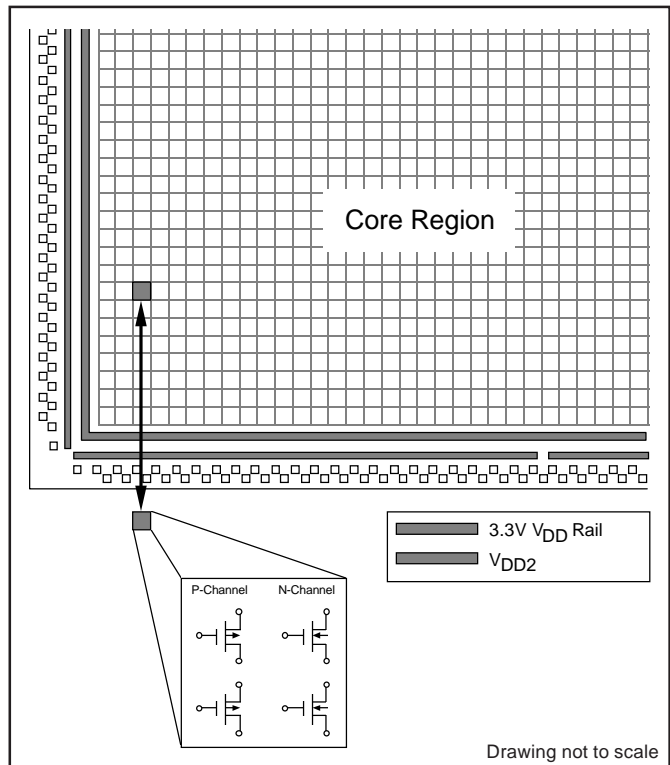 Core Region
3.3V VDD Rail
VDD2
P-Channel N-Channel
Drawing not to scale